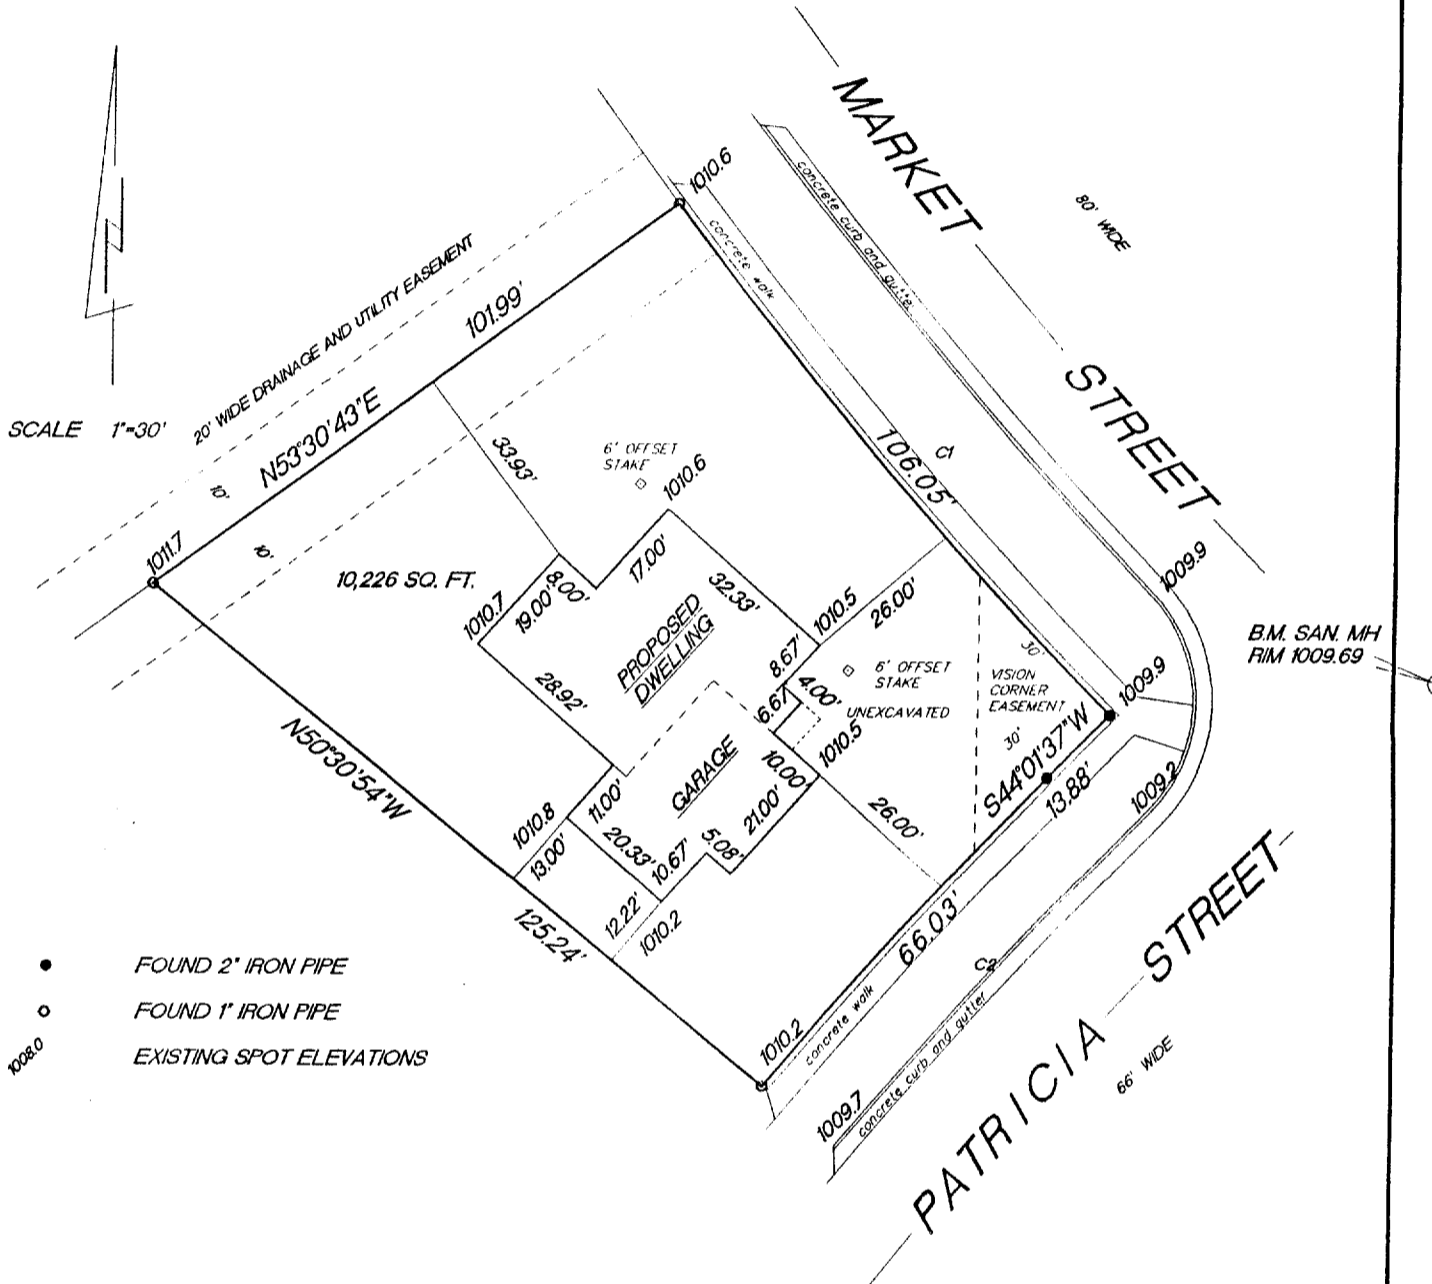 MARKET
STREET
80' WIDE
1010.6
concrete curb and gutter
concrete walk
20' WIDE DRAINAGE AND UTILITY EASEMENT
101.99'
N53°30'43"E
SCALE 1"=30'
10'
10'
1011.7
33.93'
6' OFFSET
STAKE
1010.6
106.05'
C1
10,226 SQ. FT.
1010.7
19.00'
8.00'
17.00'
32.33'
1010.5
26.00'
1009.9
PROPOSED
DWELLING
28.92'
8.67'
6.67'
4.00'
6' OFFSET
STAKE
UNEXCAVATED
30'
VISION
CORNER
EASEMENT
30'
1009.9
B.M. SAN. MH
RIM 1009.69
N50°30'54"W
GARAGE
1010.5
10.00'
S44°01'37"W
13.88'
1009.2
1010.8
11.00'
13.00'
20.33'
10.67'
5.08'
21.00'
26.00'
125.24'
12.22'
1010.2
66.03'
C2
STREET
PATRICIA
66' WIDE
1010.2
concrete walk
1009.7
concrete curb and gutter
FOUND 2" IRON PIPE
FOUND 1" IRON PIPE
1008.0
EXISTING SPOT ELEVATIONS